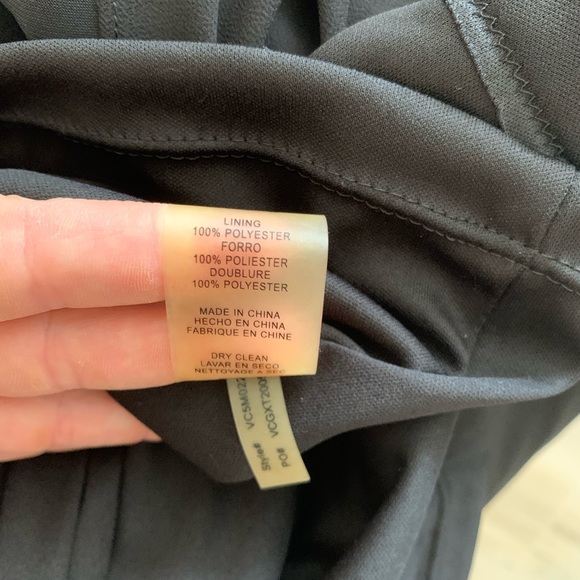 LINING
100% POLYESTER
FORRO
100% POLIESTER
DOUBLURE
100% POLYESTER
MADE IN CHINA
HECHO EN CHINA
FABRIQUE EN CHINE
DRY CLEAN
LAVAR EN SECO
NETTOYAGE A SEC
Style#
PO#